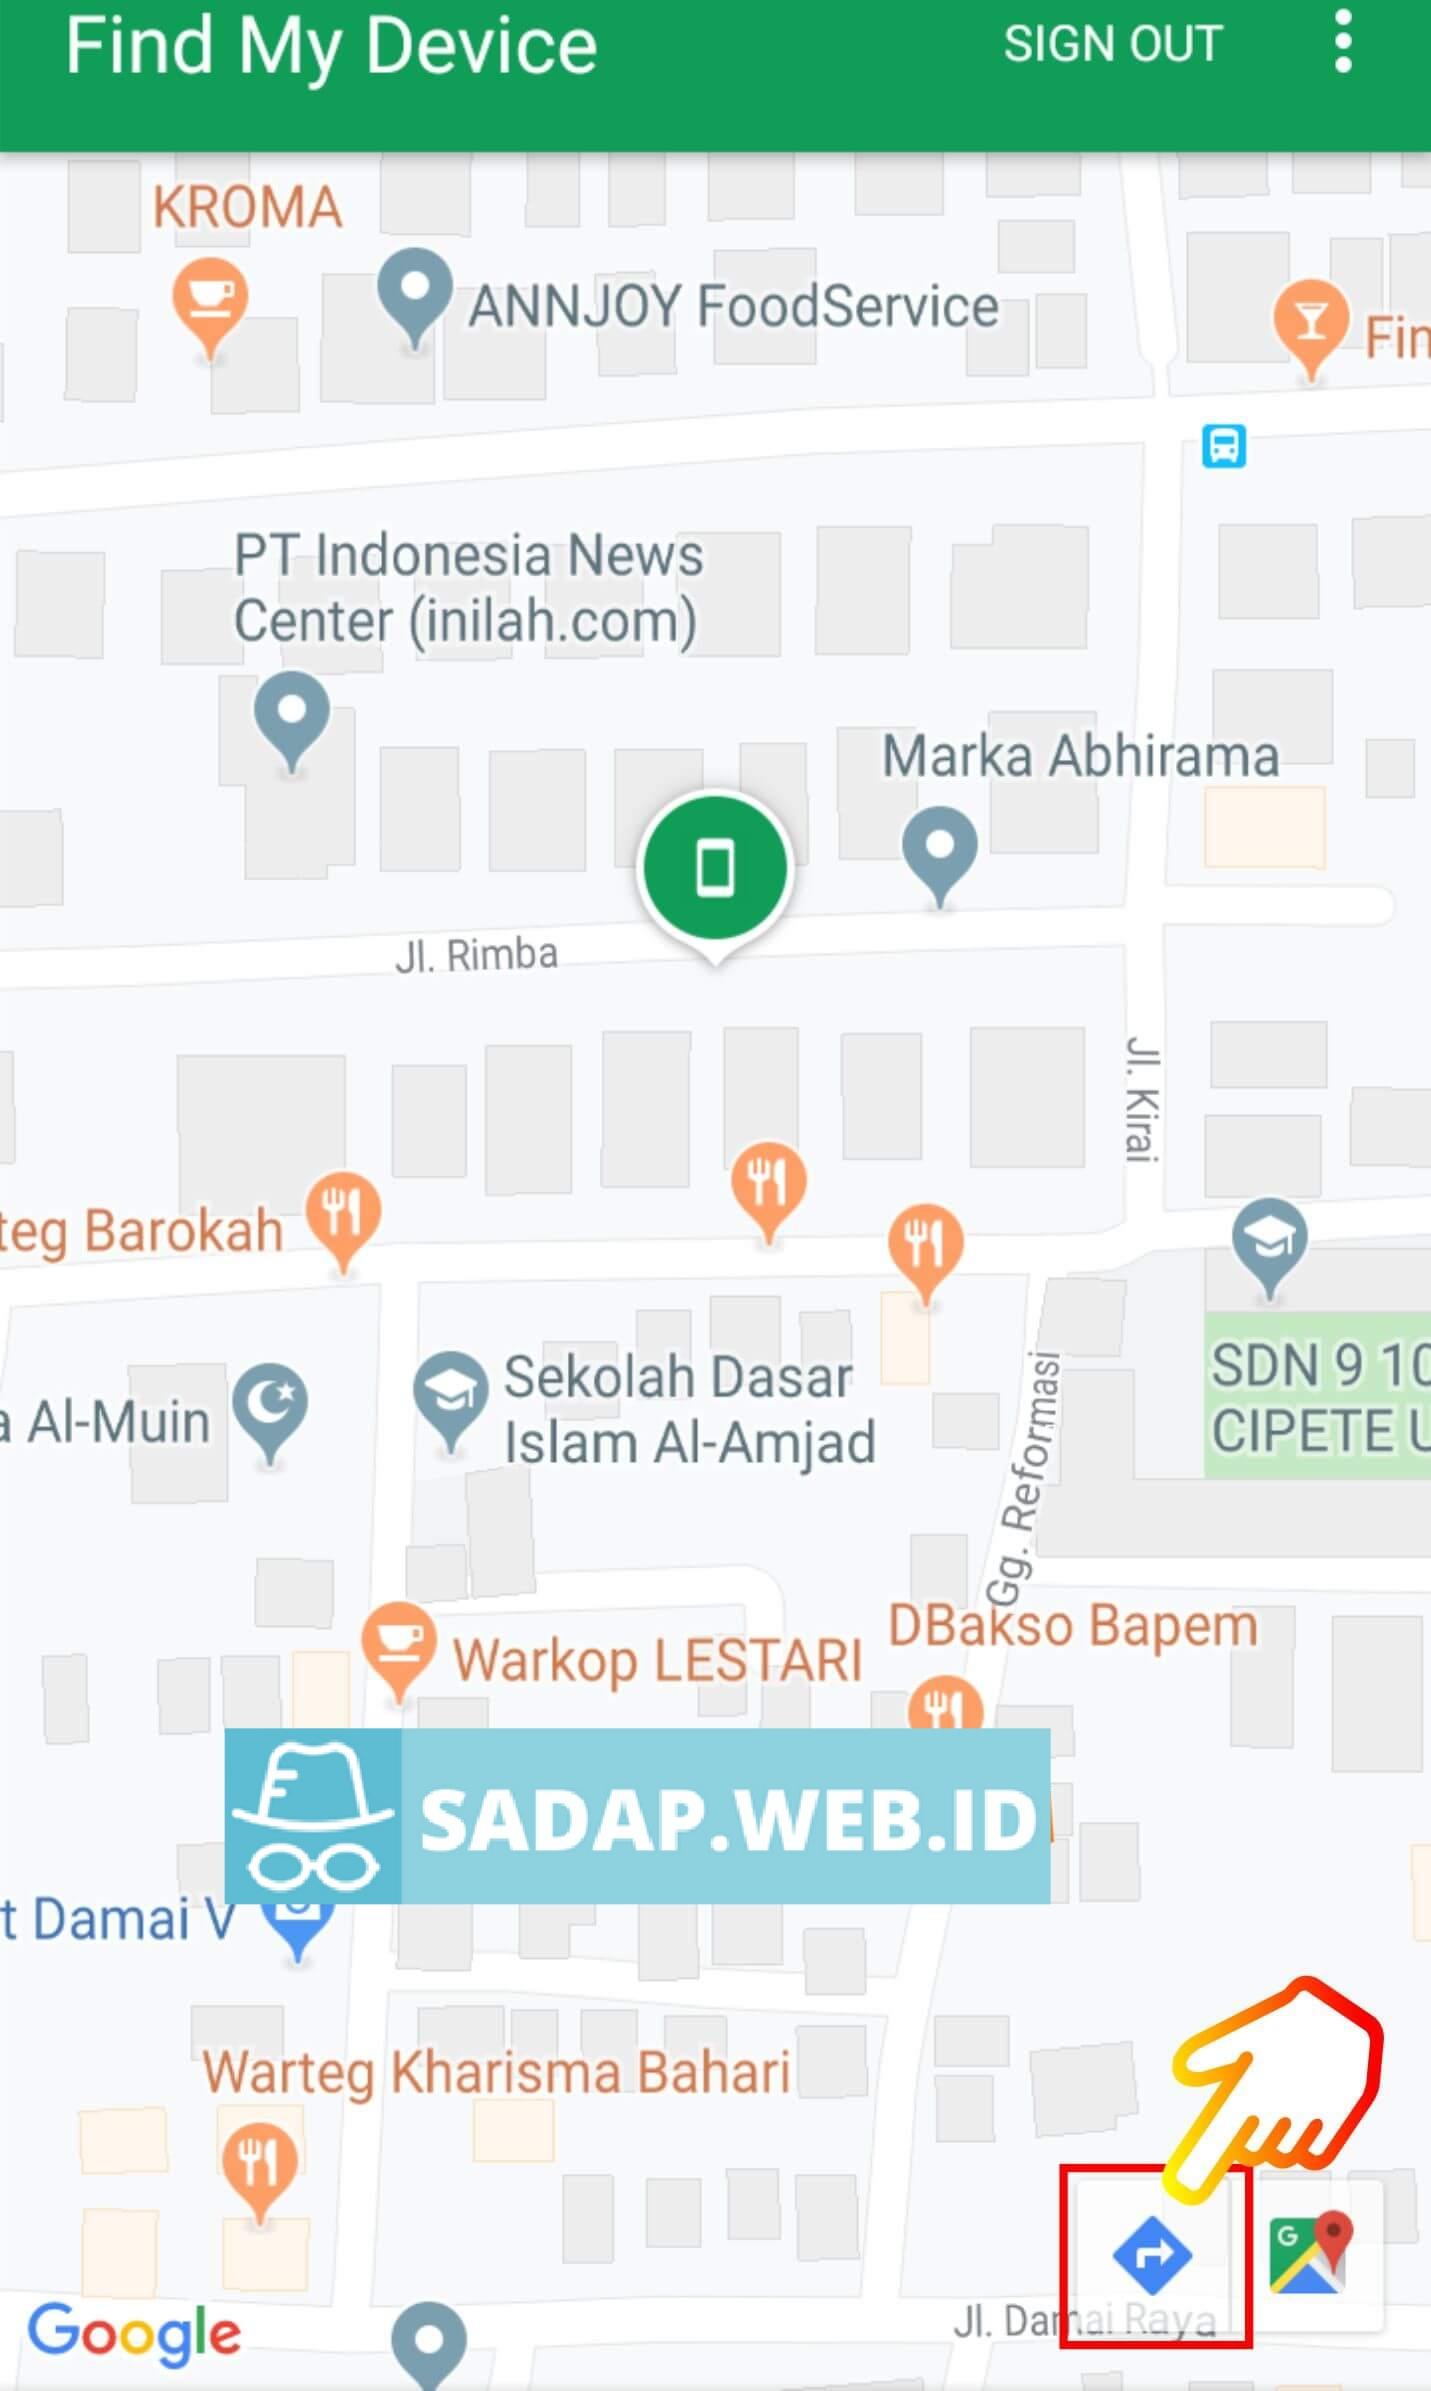 Find My Device
SIGN OUT
KROMA
ANNJOY FoodService
Fin
PT Indonesia News
Center (inilah.com)
Marka Abhirama
Jl. Rimba
Jl. Kirai
teg Barokah
SDN 9 10
CIPETE U
Sekolah Dasar
Islam Al-Amjad
a Al-Muin
Gg. Reformasi
DBakso Bapem
Warkop LESTARI
SADAP.WEB.ID
t Damai V
Warteg Kharisma Bahari
G
Jl. Damai Raya
Google